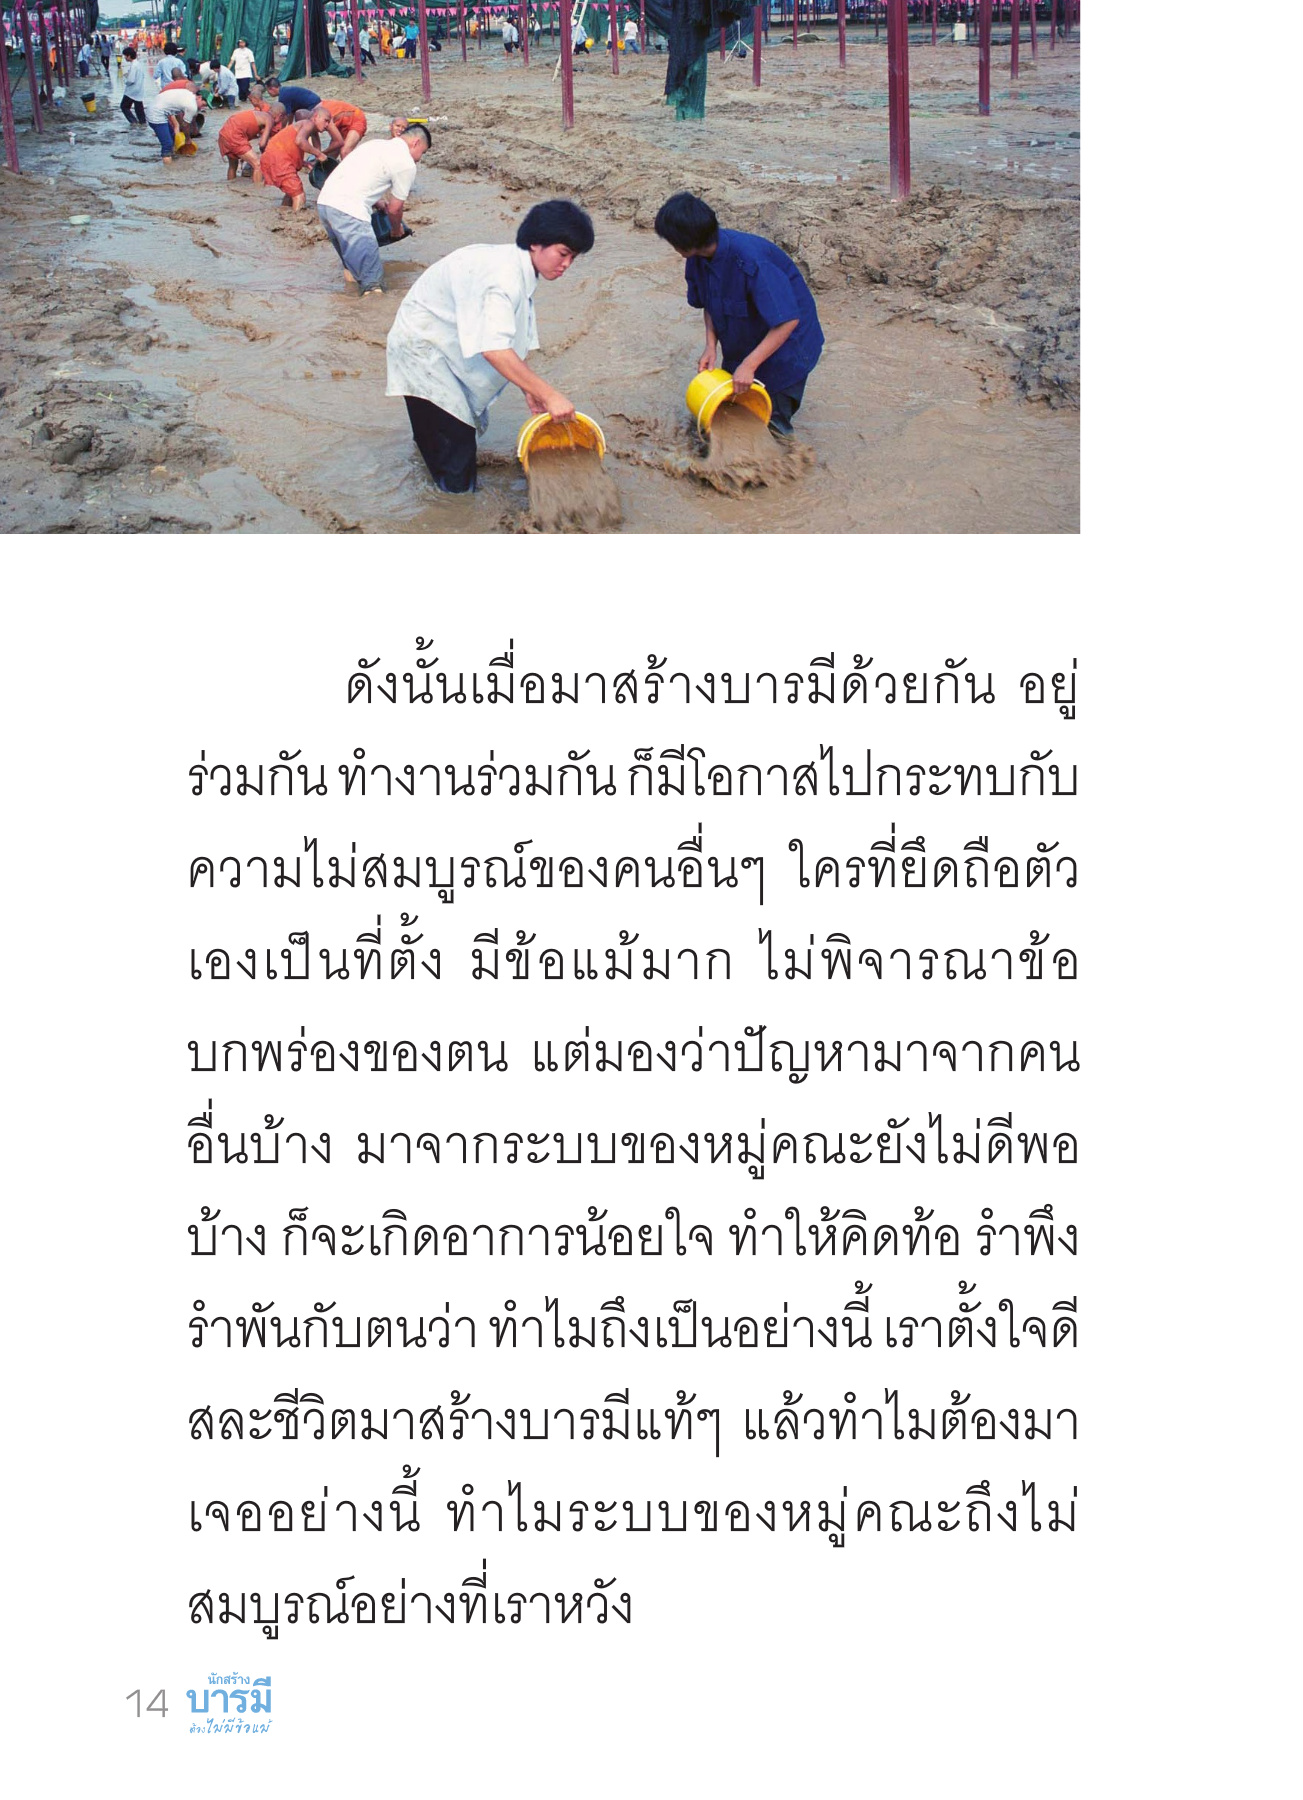 ดังนั้นเมื่อมาสร้างบารมีด้วยกัน อยู่
ร่วมกัน ทำงานร่วมกัน ก็มีโอกาสไปกระทบกับ
ความไม่สมบูรณ์ของคนอื่นๆ ใครที่ยึดถือตัว
เองเป็นที่ตั้ง มีข้อแม้มาก ไม่พิจารณาข้อ
บกพร่องของตน แต่มองว่าปัญหามาจากคน
อื่นบ้าง มาจากระบบของหมู่คณะยังไม่ดีพอ
บ้าง ก็จะเกิดอาการน้อยใจ ทำให้คิดท้อ รำพึง
รำพันกับตนว่า ทำไมถึงเป็นอย่างนี้ เราตั้งใจดี
สละชีวิตมาสร้างบารมีแท้ๆ แล้วทำไมต้องมา
เจออย่างนี้ ทำไมระบบของหมู่คณะถึงไม่
สมบูรณ์อย่างที่เราหวัง
14
นักสร้าง
บารมี
ต้องไม่มีข้อแม้